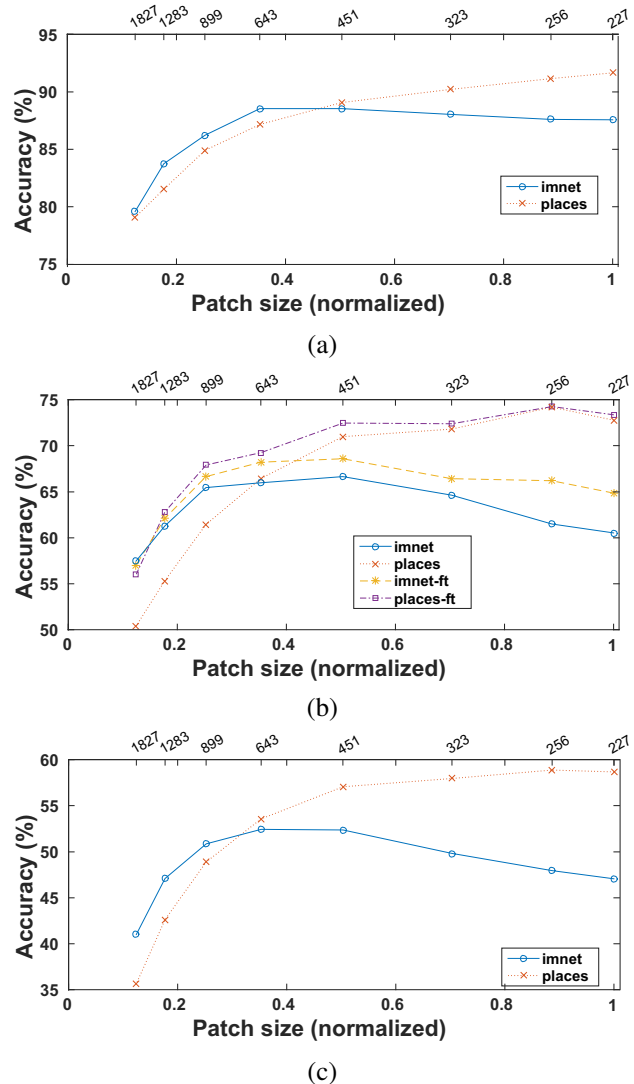 1827 1283 899 643 451 323 256 227
95
90
85
80
75
Accuracy (%)
imnet
places
0 0.2 0.4 0.6 0.8 1
Patch size (normalized)
(a)
1827 1283 899 643 451 323 256 227
75
70
65
60
55
50
Accuracy (%)
imnet
places
imnet-ft
places-ft
0 0.2 0.4 0.6 0.8 1
Patch size (normalized)
(b)
1827 1283 899 643 451 323 256 227
60
55
50
45
40
35
Accuracy (%)
imnet
places
0 0.2 0.4 0.6 0.8 1
Patch size (normalized)
(c)